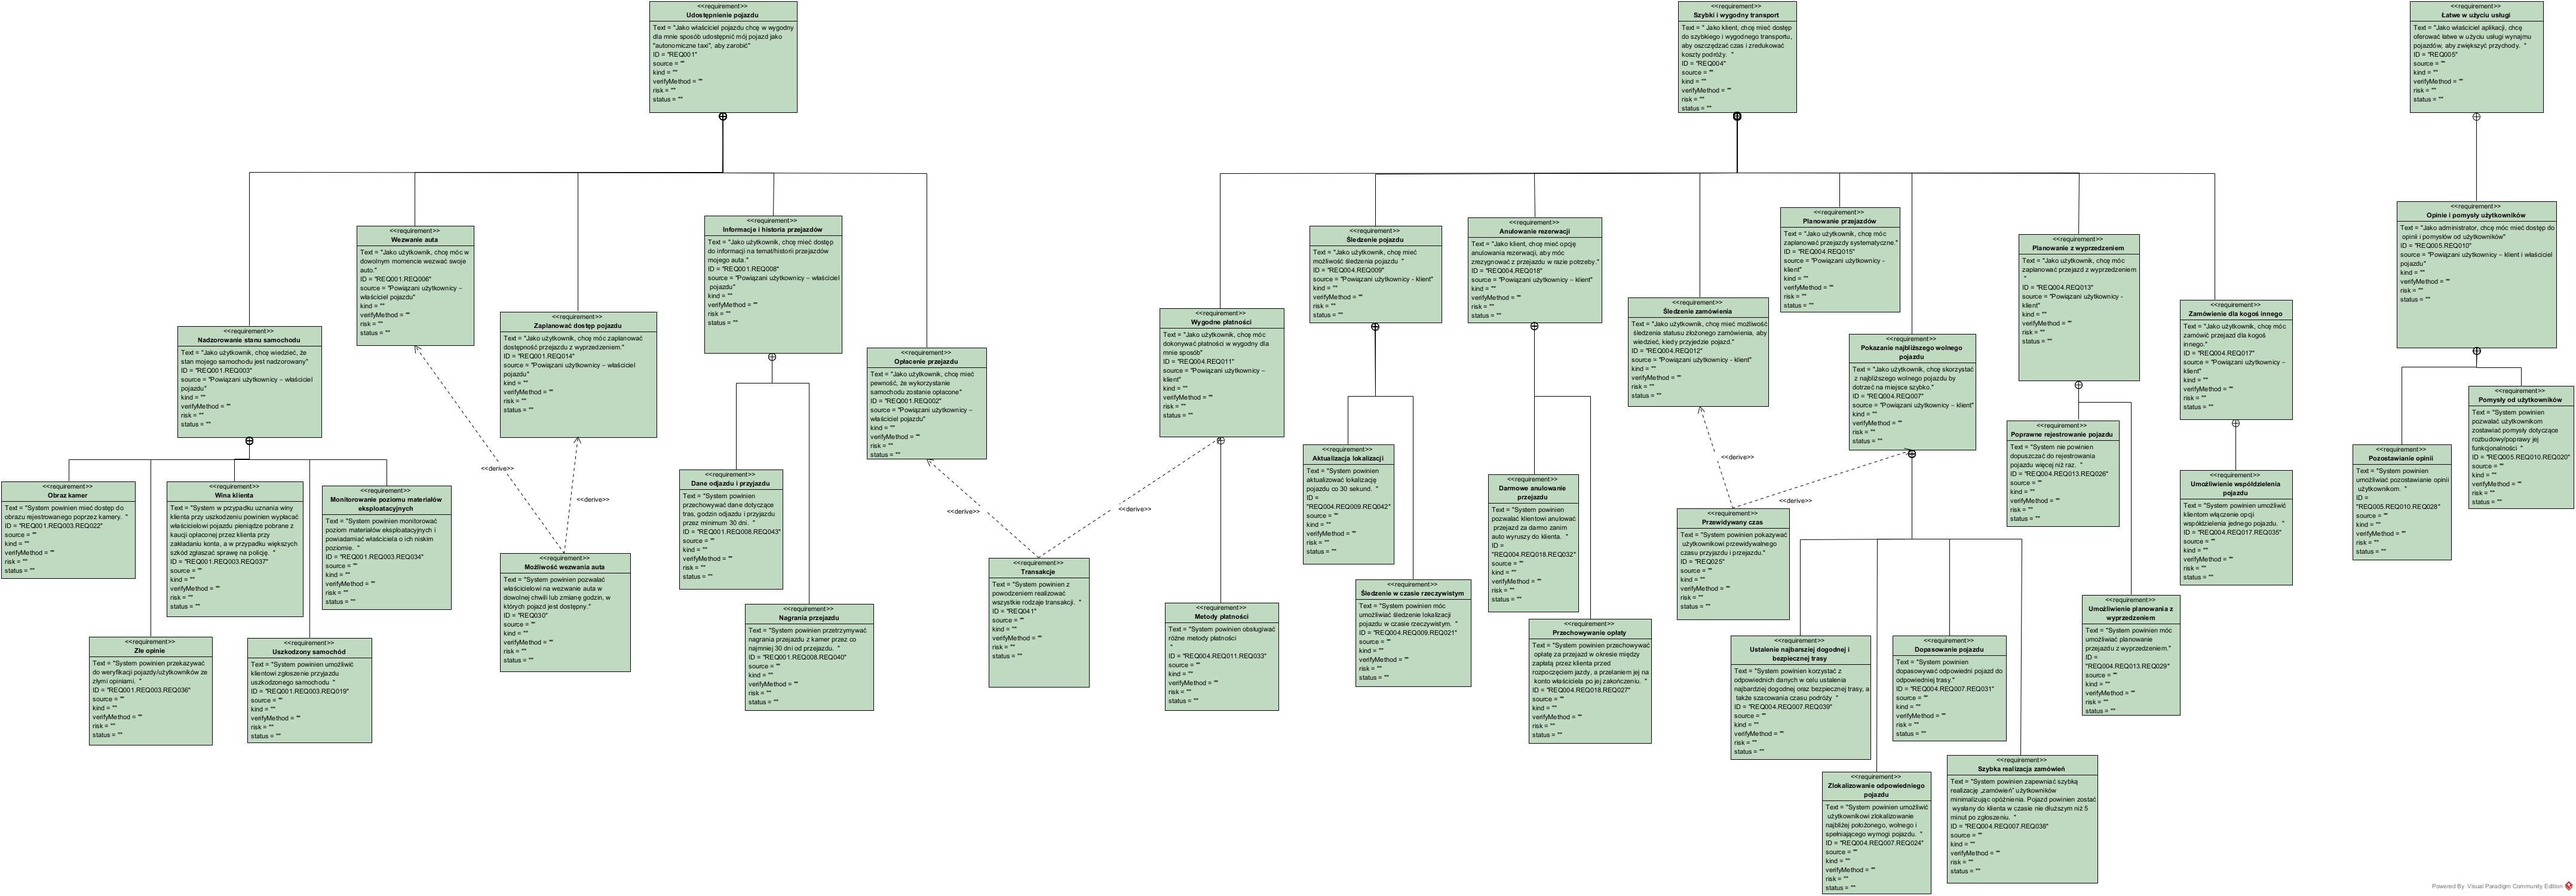 <<requirement>>
Udostępnienie pojazdu
Text = "Jako właściciel pojazdu chcę w wygodny
dla mnie sposób udostępnić mój pojazd jako
"autonomiczne taxi", aby zarobić"
ID = "REQ001"
source = ""
kind = ""
verifyMethod = ""
risk = ""
status = ""
<<requirement>>
Szybki i wygodny transport
Text = " Jako klient, chcę mieć dostęp
do szybkiego i wygodnego transportu,
aby oszczędzać czas i zredukować
koszty podróży.  "
ID = "REQ004"
source = ""
kind = ""
verifyMethod = ""
risk = ""
status = ""
<<requirement>>
Łatwe w użyciu usługi
Text = "Jako właściciel aplikacji, chcę
oferować łatwe w użyciu usługi wynajmu
pojazdów, aby zwiększyć przychody.  "
ID = "REQ005"
source = ""
kind = ""
verifyMethod = ""
risk = ""
status = ""
<<requirement>>
Nadzorowanie stanu samochodu
Text = "Jako użytkownik, chcę wiedzieć, że
stan mojego samochodu jest nadzorowany"
ID = "REQ001.REQ003"
source = "Powiązani użytkownicy – właściciel
pojazdu"
kind = ""
verifyMethod = ""
risk = ""
status = ""
<<requirement>>
Wezwanie auta
Text = "Jako użytkownik, chcę móc w
dowolnym momencie wezwać swoje
auto."
ID = "REQ001.REQ006"
source = "Powiązani użytkownicy –
właściciel pojazdu"
kind = ""
verifyMethod = ""
risk = ""
status = ""
<<requirement>>
Zaplanować dostęp pojazdu
Text = "Jako użytkownik, chcę móc zaplanować
dostępność przejazdu z wyprzedzeniem."
ID = "REQ001.REQ014"
source = "Powiązani użytkownicy – właściciel
pojazdu"
kind = ""
verifyMethod = ""
risk = ""
status = ""
<<requirement>>
Informacje i historia przejazdów
Text = "Jako użytkownik, chcę mieć dostęp
do informacji na temat/historii przejazdów
mojego auta."
ID = "REQ001.REQ008"
source = "Powiązani użytkownicy – właściciel
pojazdu"
kind = ""
verifyMethod = ""
risk = ""
status = ""
<<requirement>>
Opłacenie przejazdu
Text = "Jako użytkownik, chcę mieć
pewność, że wykorzystanie
samochodu zostanie opłacone"
ID = "REQ001.REQ002"
source = "Powiązani użytkownicy –
właściciel pojazdu"
kind = ""
verifyMethod = ""
risk = ""
status = ""
<<requirement>>
Wygodne płatności
Text = "Jako użytkownik, chcę móc
dokonywać płatności w wygodny dla
mnie sposób"
ID = "REQ004.REQ011"
source = "Powiązani użytkownicy –
klient"
kind = ""
verifyMethod = ""
risk = ""
status = ""
<<requirement>>
Śledzenie pojazdu
Text = "Jako użytkownik, chcę mieć
możliwość śledzenia pojazdu  "
ID = "REQ004.REQ009"
source = "Powiązani użytkownicy - klient"
kind = ""
verifyMethod = ""
risk = ""
status = ""
<<requirement>>
Anulowanie rezerwacji
Text = "Jako klient, chcę mieć opcję
anulowania rezerwacji, aby móc
zrezygnować z przejazdu w razie potrzeby."
ID = "REQ004.REQ018"
source = "Powiązani użytkownicy – klient"
kind = ""
verifyMethod = ""
risk = ""
status = ""
<<requirement>>
Śledzenie zamówienia
Text = "Jako użytkownik, chcę mieć możliwość
śledzenia statusu złożonego zamówienia, aby
wiedzieć, kiedy przyjedzie pojazd."
ID = "REQ004.REQ012"
source = "Powiązani użytkownicy - klient"
kind = ""
verifyMethod = ""
risk = ""
status = ""
<<requirement>>
Planowanie przejazdów
Text = "Jako użytkownik, chcę móc
zaplanować przejazdy systematyczne."
ID = "REQ004.REQ015"
source = "Powiązani użytkownicy -
klient"
kind = ""
verifyMethod = ""
risk = ""
status = ""
<<requirement>>
Pokazanie najbliższego wolnego
pojazdu
Text = "Jako użytkownik, chcę skorzystać
z najbliższego wolnego pojazdu by
dotrzeć na miejsce szybko."
ID = "REQ004.REQ007"
source = "Powiązani użytkownicy – klient"
kind = ""
verifyMethod = ""
risk = ""
status = ""
<<requirement>>
Planowanie z wyprzedzeniem
Text = "Jako użytkownik, chcę móc
zaplanować przejazd z wyprzedzeniem
"
ID = "REQ004.REQ013"
source = "Powiązani użytkownicy -
klient"
kind = ""
verifyMethod = ""
risk = ""
status = ""
<<requirement>>
Zamówienie dla kogoś innego
Text = "Jako użytkownik, chcę móc
zamówić przejazd dla kogoś
innego."
ID = "REQ004.REQ017"
source = "Powiązani użytkownicy –
klient"
kind = ""
verifyMethod = ""
risk = ""
status = ""
<<requirement>>
Opinie i pomysły użytkowników
Text = "Jako administrator, chcę móc mieć dostęp do
opinii i pomysłów od użytkowników"
ID = "REQ005.REQ010"
source = "Powiązani użytkownicy – klient i właściciel
pojazdu"
kind = ""
verifyMethod = ""
risk = ""
status = ""
<<requirement>>
Obraz kamer
Text = "System powinien mieć dostęp do
obrazu rejestrowanego poprzez kamery.  "
ID = "REQ001.REQ003.REQ022"
source = ""
kind = ""
verifyMethod = ""
risk = ""
status = ""
<<requirement>>
Wina klienta
Text = "System w przypadku uznania winy
klienta przy uszkodzeniu powinien wypłacać
właścicielowi pojazdu pieniądze pobrane z
kaucji opłaconej przez klienta przy
zakładaniu konta, a w przypadku większych
szkód zgłaszać sprawę na policję.  "
ID = "REQ001.REQ003.REQ037"
source = ""
kind = ""
verifyMethod = ""
risk = ""
status = ""
<<requirement>>
Monitorowanie poziomu materiałów
eksploatacyjnych
Text = "System powinien monitorować
poziom materiałów eksploatacyjnych i
powiadamiać właściciela o ich niskim
poziomie.  "
ID = "REQ001.REQ003.REQ034"
source = ""
kind = ""
verifyMethod = ""
risk = ""
status = ""
<<requirement>>
Złe opinie
Text = "System powinien przekazywać
do weryfikacji pojazdy/użytkowników ze
złymi opiniami.  "
ID = "REQ001.REQ003.REQ036"
source = ""
kind = ""
verifyMethod = ""
risk = ""
status = ""
<<requirement>>
Uszkodzony samochód
Text = "System powinien umożliwić
klientowi zgłoszenie przyjazdu
uszkodzonego samochodu  "
ID = "REQ001.REQ003.REQ019"
source = ""
kind = ""
verifyMethod = ""
risk = ""
status = ""
<<derive>>
<<derive>>
<<requirement>>
Możliwość wezwania auta
Text = "System powinien pozwalać
właścicielowi na wezwanie auta w
dowolnej chwili lub zmianę godzin, w
których pojazd jest dostępny."
ID = "REQ030"
source = ""
kind = ""
verifyMethod = ""
risk = ""
status = ""
<<requirement>>
Dane odjazdu i przyjazdu
Text = "System powinien
przechowywać dane dotyczące
tras, godzin odjazdu i przyjazdu
przez minimum 30 dni.  "
ID = "REQ001.REQ008.REQ043"
source = ""
kind = ""
verifyMethod = ""
risk = ""
status = ""
<<requirement>>
Nagrania przejazdu
Text = "System powinien przetrzymywać
nagrania przejazdu z kamer przez co
najmniej 30 dni od przejazdu.  "
ID = "REQ001.REQ008.REQ040"
source = ""
kind = ""
verifyMethod = ""
risk = ""
status = ""
<<derive>>
<<derive>>
<<requirement>>
Transakcje
Text = "System powinien z
powodzeniem realizować
wszystkie rodzaje transakcji.  "
ID = "REQ041"
source = ""
kind = ""
verifyMethod = ""
risk = ""
status = ""
<<requirement>>
Metody płatności
Text = "System powinien obsługiwać
różne metody płatności
"
ID = "REQ004.REQ011.REQ033"
source = ""
kind = ""
verifyMethod = ""
risk = ""
status = ""
<<requirement>>
Aktualizacja lokalizacji
Text = "System powinien
aktualizować lokalizację
pojazdu co 30 sekund.  "
ID =
"REQ004.REQ009.REQ042"
source = ""
kind = ""
verifyMethod = ""
risk = ""
status = ""
<<requirement>>
Śledzenie w czasie rzeczywistym
Text = "System powinien móc
umożliwiać śledzenie lokalizacji
pojazdu w czasie rzeczywistym.  "
ID = "REQ004.REQ009.REQ021"
source = ""
kind = ""
verifyMethod = ""
risk = ""
status = ""
<<requirement>>
Darmowe anulowanie
przejazdu
Text = "System powinien
pozwalać klientowi anulować
przejazd za darmo zanim
auto wyruszy do klienta.  "
ID =
"REQ004.REQ018.REQ032"
source = ""
kind = ""
verifyMethod = ""
risk = ""
status = ""
<<requirement>>
Przechowywanie opłaty
Text = "System powinien przechowywać
opłatę za przejazd w okresie między
zapłatą przez klienta przed
rozpoczęciem jazdy, a przelaniem jej na
konto właściciela po jej zakończeniu.  "
ID = "REQ004.REQ018.REQ027"
source = ""
kind = ""
verifyMethod = ""
risk = ""
status = ""
<<derive>>
<<derive>>
<<requirement>>
Przewidywany czas
Text = "System powinien pokazywać
użytkownikowi przewidywalnego
czasu przyjazdu i przejazdu."
ID = "REQ025"
source = ""
kind = ""
verifyMethod = ""
risk = ""
status = ""
<<requirement>>
Ustalenie najbarsziej dogodnej i
bezpiecznej trasy
Text = "System powinien korzystać z
odpowiednich danych w celu ustalenia
najbardziej dogodnej oraz bezpiecznej trasy, a
także szacowania czasu podróży  "
ID = "REQ004.REQ007.REQ039"
source = ""
kind = ""
verifyMethod = ""
risk = ""
status = ""
<<requirement>>
Dopasowanie pojazdu
Text = "System powinien
dopasowywać odpowiedni pojazd do
odpowiedniej trasy."
ID = "REQ004.REQ007.REQ031"
source = ""
kind = ""
verifyMethod = ""
risk = ""
status = ""
<<requirement>>
Zlokalizowanie odpowiedniego
pojazdu
Text = "System powinien umożliwić
użytkownikowi zlokalizowanie
najbliżej położonego, wolnego i
spełniającego wymogi pojazdu.  "
ID = "REQ004.REQ007.REQ024"
source = ""
kind = ""
verifyMethod = ""
risk = ""
status = ""
<<requirement>>
Szybka realizacja zamówień
Text = "System powinien zapewniać szybką
realizację „zamówień” użytkowników
minimalizując opóźnienia. Pojazd powinien zostać
wysłany do klienta w czasie nie dłuższym niż 5
minut po zgłoszeniu.  "
ID = "REQ004.REQ007.REQ038"
source = ""
kind = ""
verifyMethod = ""
risk = ""
status = ""
<<requirement>>
Poprawne rejestrowanie pojazdu
Text = "System nie powinien
dopuszczać do rejestrowania
pojazdu więcej niż raz.  "
ID = "REQ004.REQ013.REQ026"
source = ""
kind = ""
verifyMethod = ""
risk = ""
status = ""
<<requirement>>
Umożliwienie planowania z
wyprzedzeniem
Text = "System powinien móc
umożliwiać planowanie
przejazdu z wyprzedzeniem."
ID =
"REQ004.REQ013.REQ029"
source = ""
kind = ""
verifyMethod = ""
risk = ""
status = ""
<<requirement>>
Umożliwienie współdzielenia
pojazdu
Text = "System powinien umożliwić
klientom włączenie opcji
współdzielenia jednego pojazdu.  "
ID = "REQ004.REQ017.REQ035"
source = ""
kind = ""
verifyMethod = ""
risk = ""
status = ""
<<requirement>>
Pozostawianie opinii
Text = "System powinien
umożliwić pozostawianie opinii
użytkownikom.  "
ID =
"REQ005.REQ010.REQ028"
source = ""
kind = ""
verifyMethod = ""
risk = ""
status = ""
<<requirement>>
Pomysły od użytkowników
Text = "System powinien
pozwalać użytkownikom
zostawiać pomysły dotyczące
rozbudowy/poprawy jej
funkcjonalności
"
ID = "REQ005.REQ010.REQ020"
source = ""
kind = ""
verifyMethod = ""
risk = ""
status = ""
Powered By Visual Paradigm Community Edition